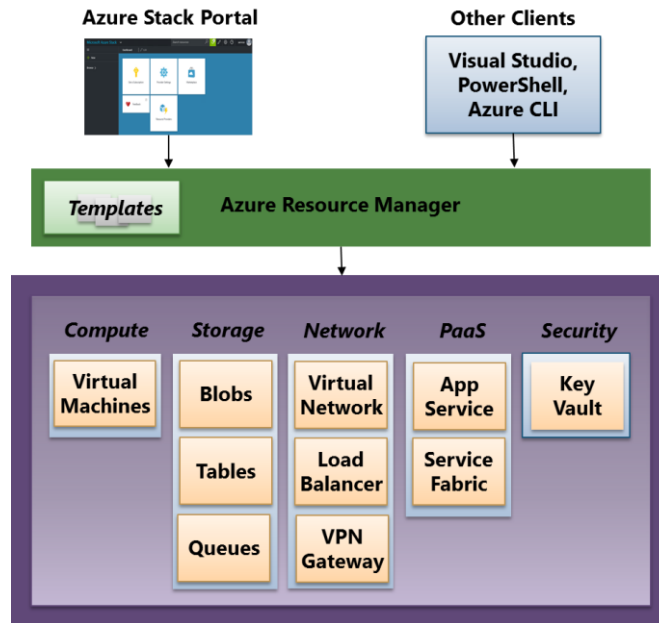 Azure Stack Portal
Other Clients
Visual Studio,
PowerShell,
Azure CLI
Templates
Azure Resource Manager
Compute
Storage
Network
PaaS
Security
Virtual
Machines
Blobs
Tables
Queues
Virtual
Network
Load
Balancer
VPN
Gateway
App
Service
Service
Fabric
Key
Vault